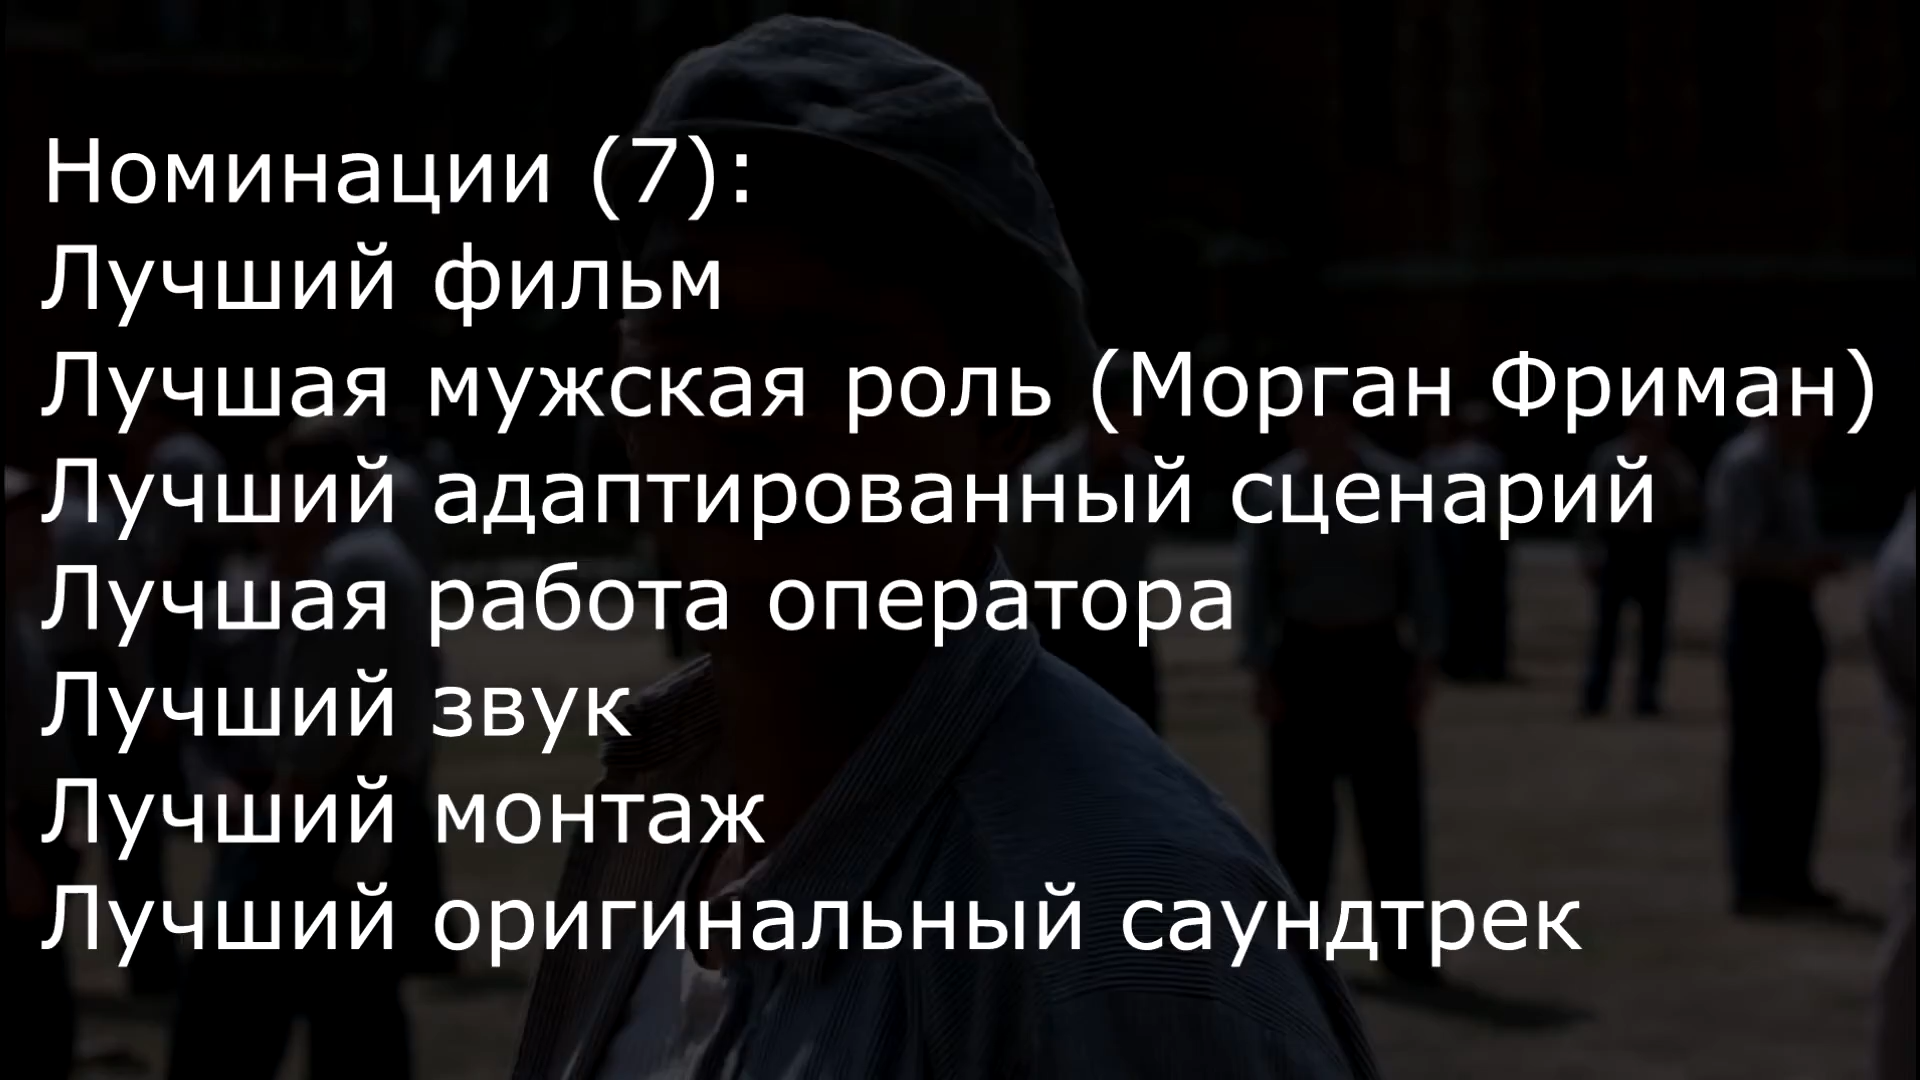 Номинации (7):
Лучший фильм
Лучшая мужская роль (Морган Фриман)
Лучший адаптированный сценарий
Лучшая работа оператора
Лучший звук
Лучший монтаж
Лучший оригинальный саундтрек